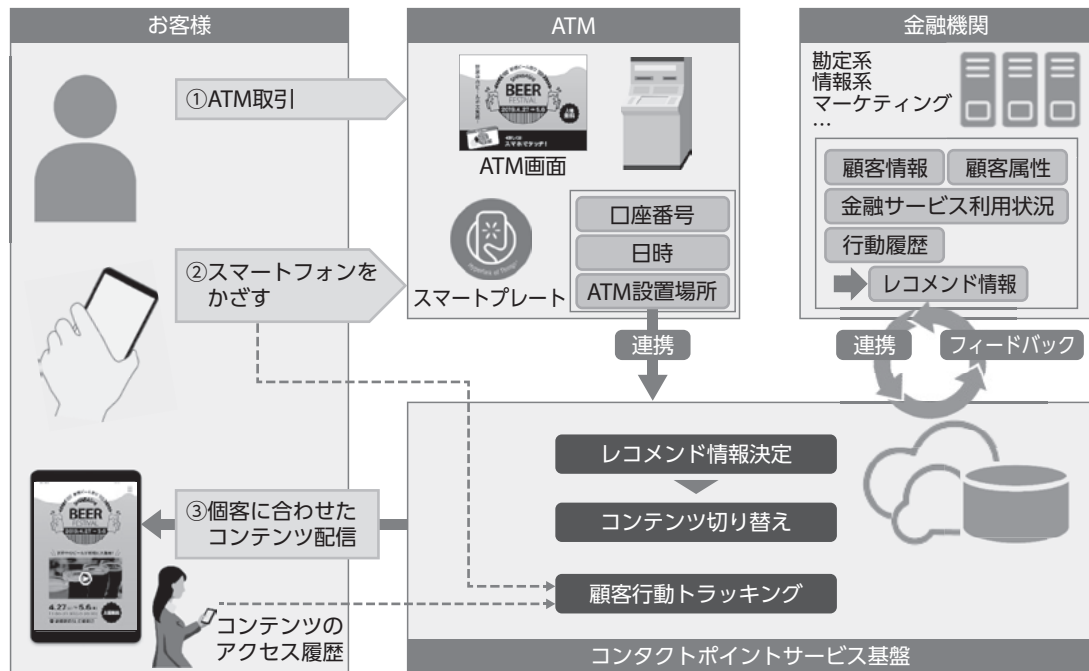 お客様
①ATM取引
②スマートフォンを
かざす
③個客に合わせた
コンテンツ配信
BEER
FESTIVAL
コンテンツの
アクセス履歴
ATM
BEER
FESTIVAL
2019.4.27
スマホでタッチ!
ATM画面
スマートプレート
口座番号
日時
ATM設置場所
連携
金融機関
勘定系
情報系
マーケティング
…
顧客情報
顧客属性
金融サービス利用状況
行動履歴
レコメンド情報
連携
フィードバック
レコメンド情報決定
コンテンツ切り替え
顧客行動トラッキング
コンタクトポイントサービス基盤